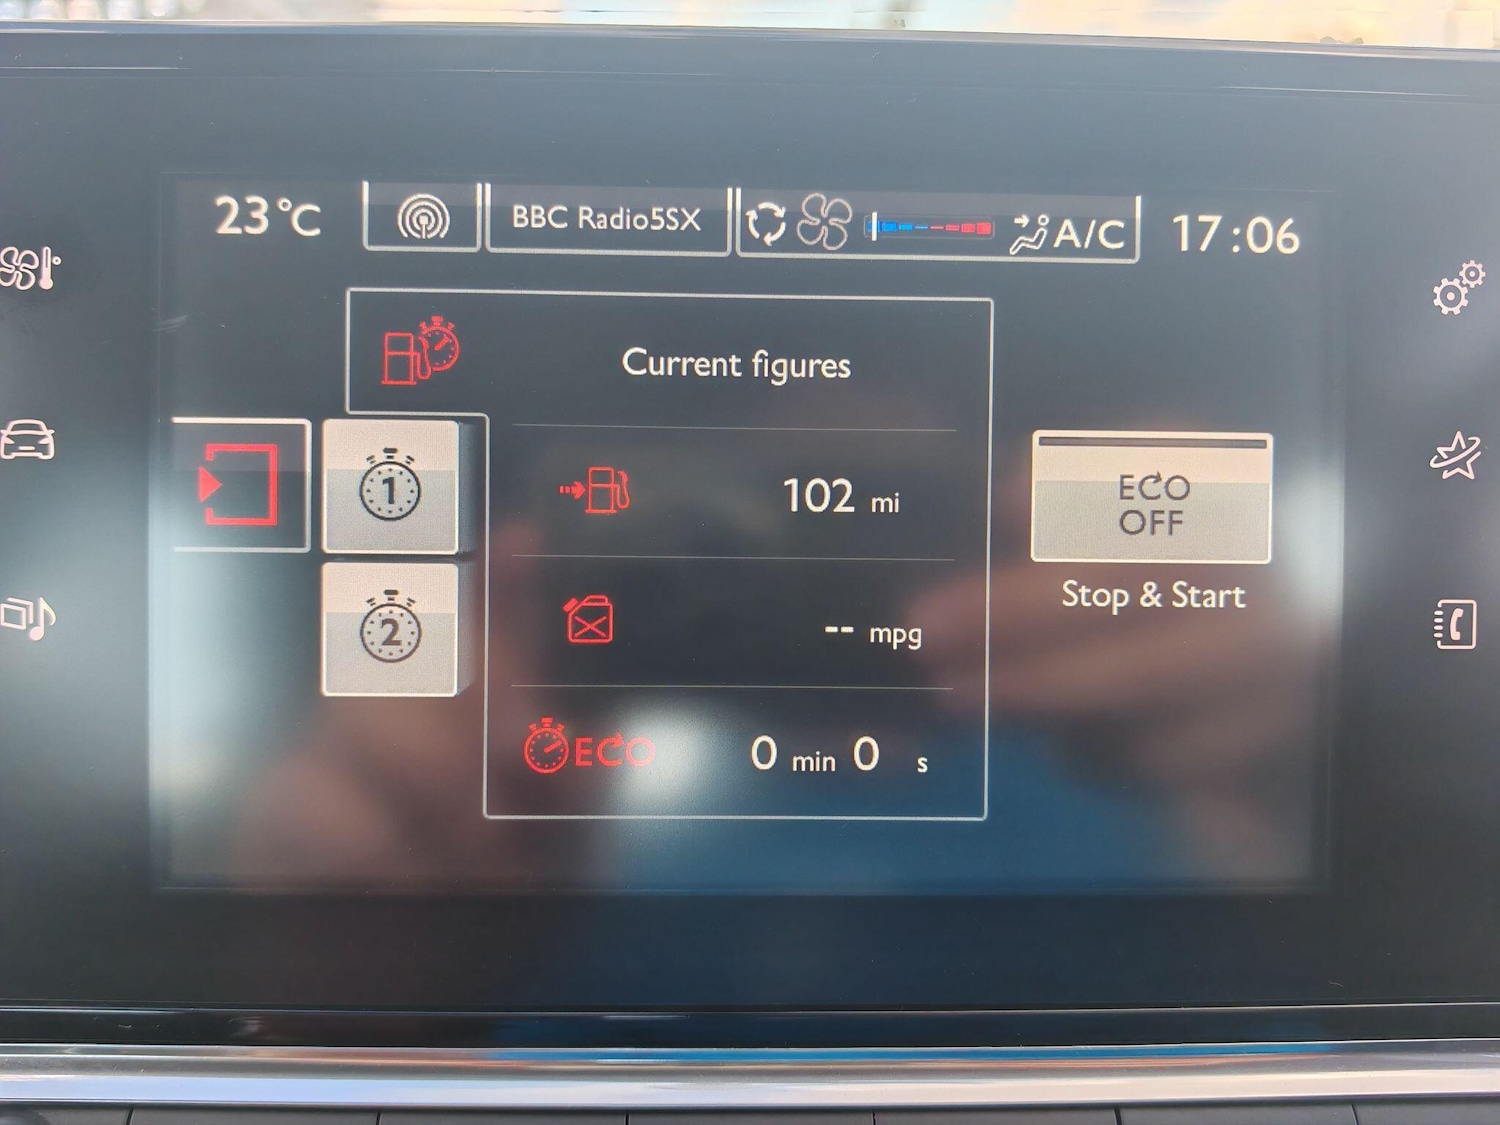 23°C
BBC Radio5SX
A/C
17:06
Current figures
1
102 mi
ECO
OFF
Stop & Start
2
-- mpg
ECO
0 min 0 s